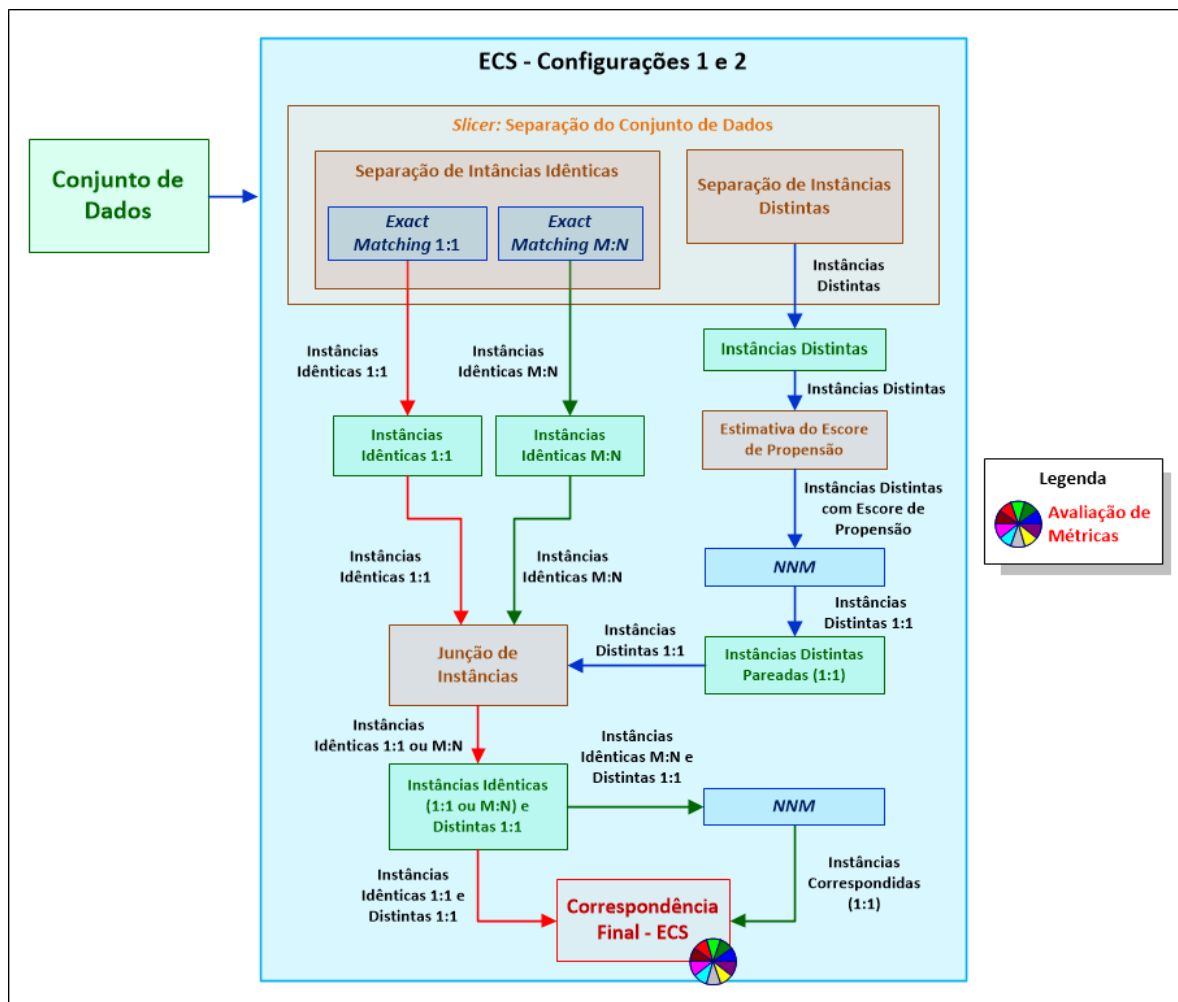 ECS - Configurações 1 e 2
Slicer: Separação do Conjunto de Dados
Conjunto de
Dados
Separação de Intâncias Idênticas
Exact
Matching 1:1
Exact
Matching M:N
Separação de Instâncias
Distintas
Instâncias
Distintas
Instâncias
Idênticas 1:1
Instâncias
Idênticas M:N
Instâncias Distintas
Instâncias Distintas
Instâncias
Idênticas 1:1
Instâncias
Idênticas M:N
Estimativa do Escore
de Propensão
Instâncias Distintas
com Escore de
Propensão
Legenda
Avaliação de
Métricas
Instâncias
Idênticas 1:1
Instâncias
Idênticas M:N
NNM
Instâncias
Distintas 1:1
Junção de
Instâncias
Instâncias
Distintas 1:1
Instâncias Distintas
Pareadas (1:1)
Instâncias
Idênticas 1:1 ou M:N
Instâncias
Idênticas M:N e
Distintas 1:1
Instâncias Idênticas
(1:1 ou M:N) e
Distintas 1:1
NNM
Instâncias
Idênticas 1:1 e
Distintas 1:1
Instâncias
Correspondidas
(1:1)
Correspondência
Final - ECS